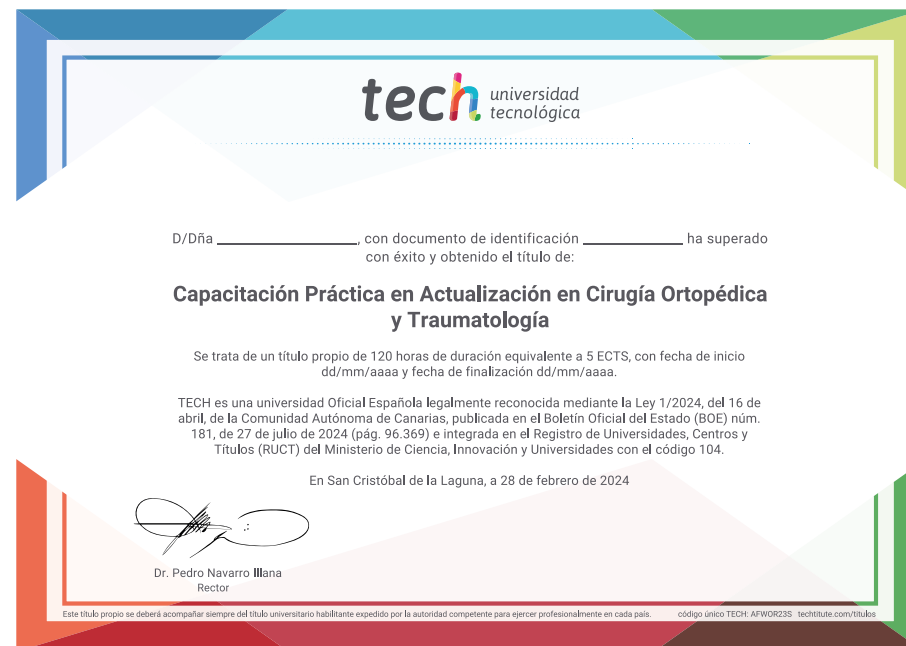 tech universidad
tecnológica
D/Dña ____________________, con documento de identificación ______________ ha superado
con éxito y obtenido el título de:
Capacitación Práctica en Actualización en Cirugía Ortopédica
y Traumatología
Se trata de un título propio de 120 horas de duración equivalente a 5 ECTS, con fecha de inicio
dd/mm/aaaa y fecha de finalización dd/mm/aaaa.
TECH es una universidad Oficial Española legalmente reconocida mediante la Ley 1/2024, del 16 de
abril, de la Comunidad Autónoma de Canarias, publicada en el Boletín Oficial del Estado (BOE) núm.
181, de 27 de julio de 2024 (pág. 96.369) e integrada en el Registro de Universidades, Centros y
Títulos (RUCT) del Ministerio de Ciencia, Innovación y Universidades con el código 104.
En San Cristóbal de la Laguna, a 28 de febrero de 2024
Dr. Pedro Navarro Illana
Rector
Este título propio se deberá acompañar siempre del título universitario habilitante expedido por la autoridad competente para ejercer profesionalmente en cada país. código único TECH: AFWOR23S techtitute.com/titulos